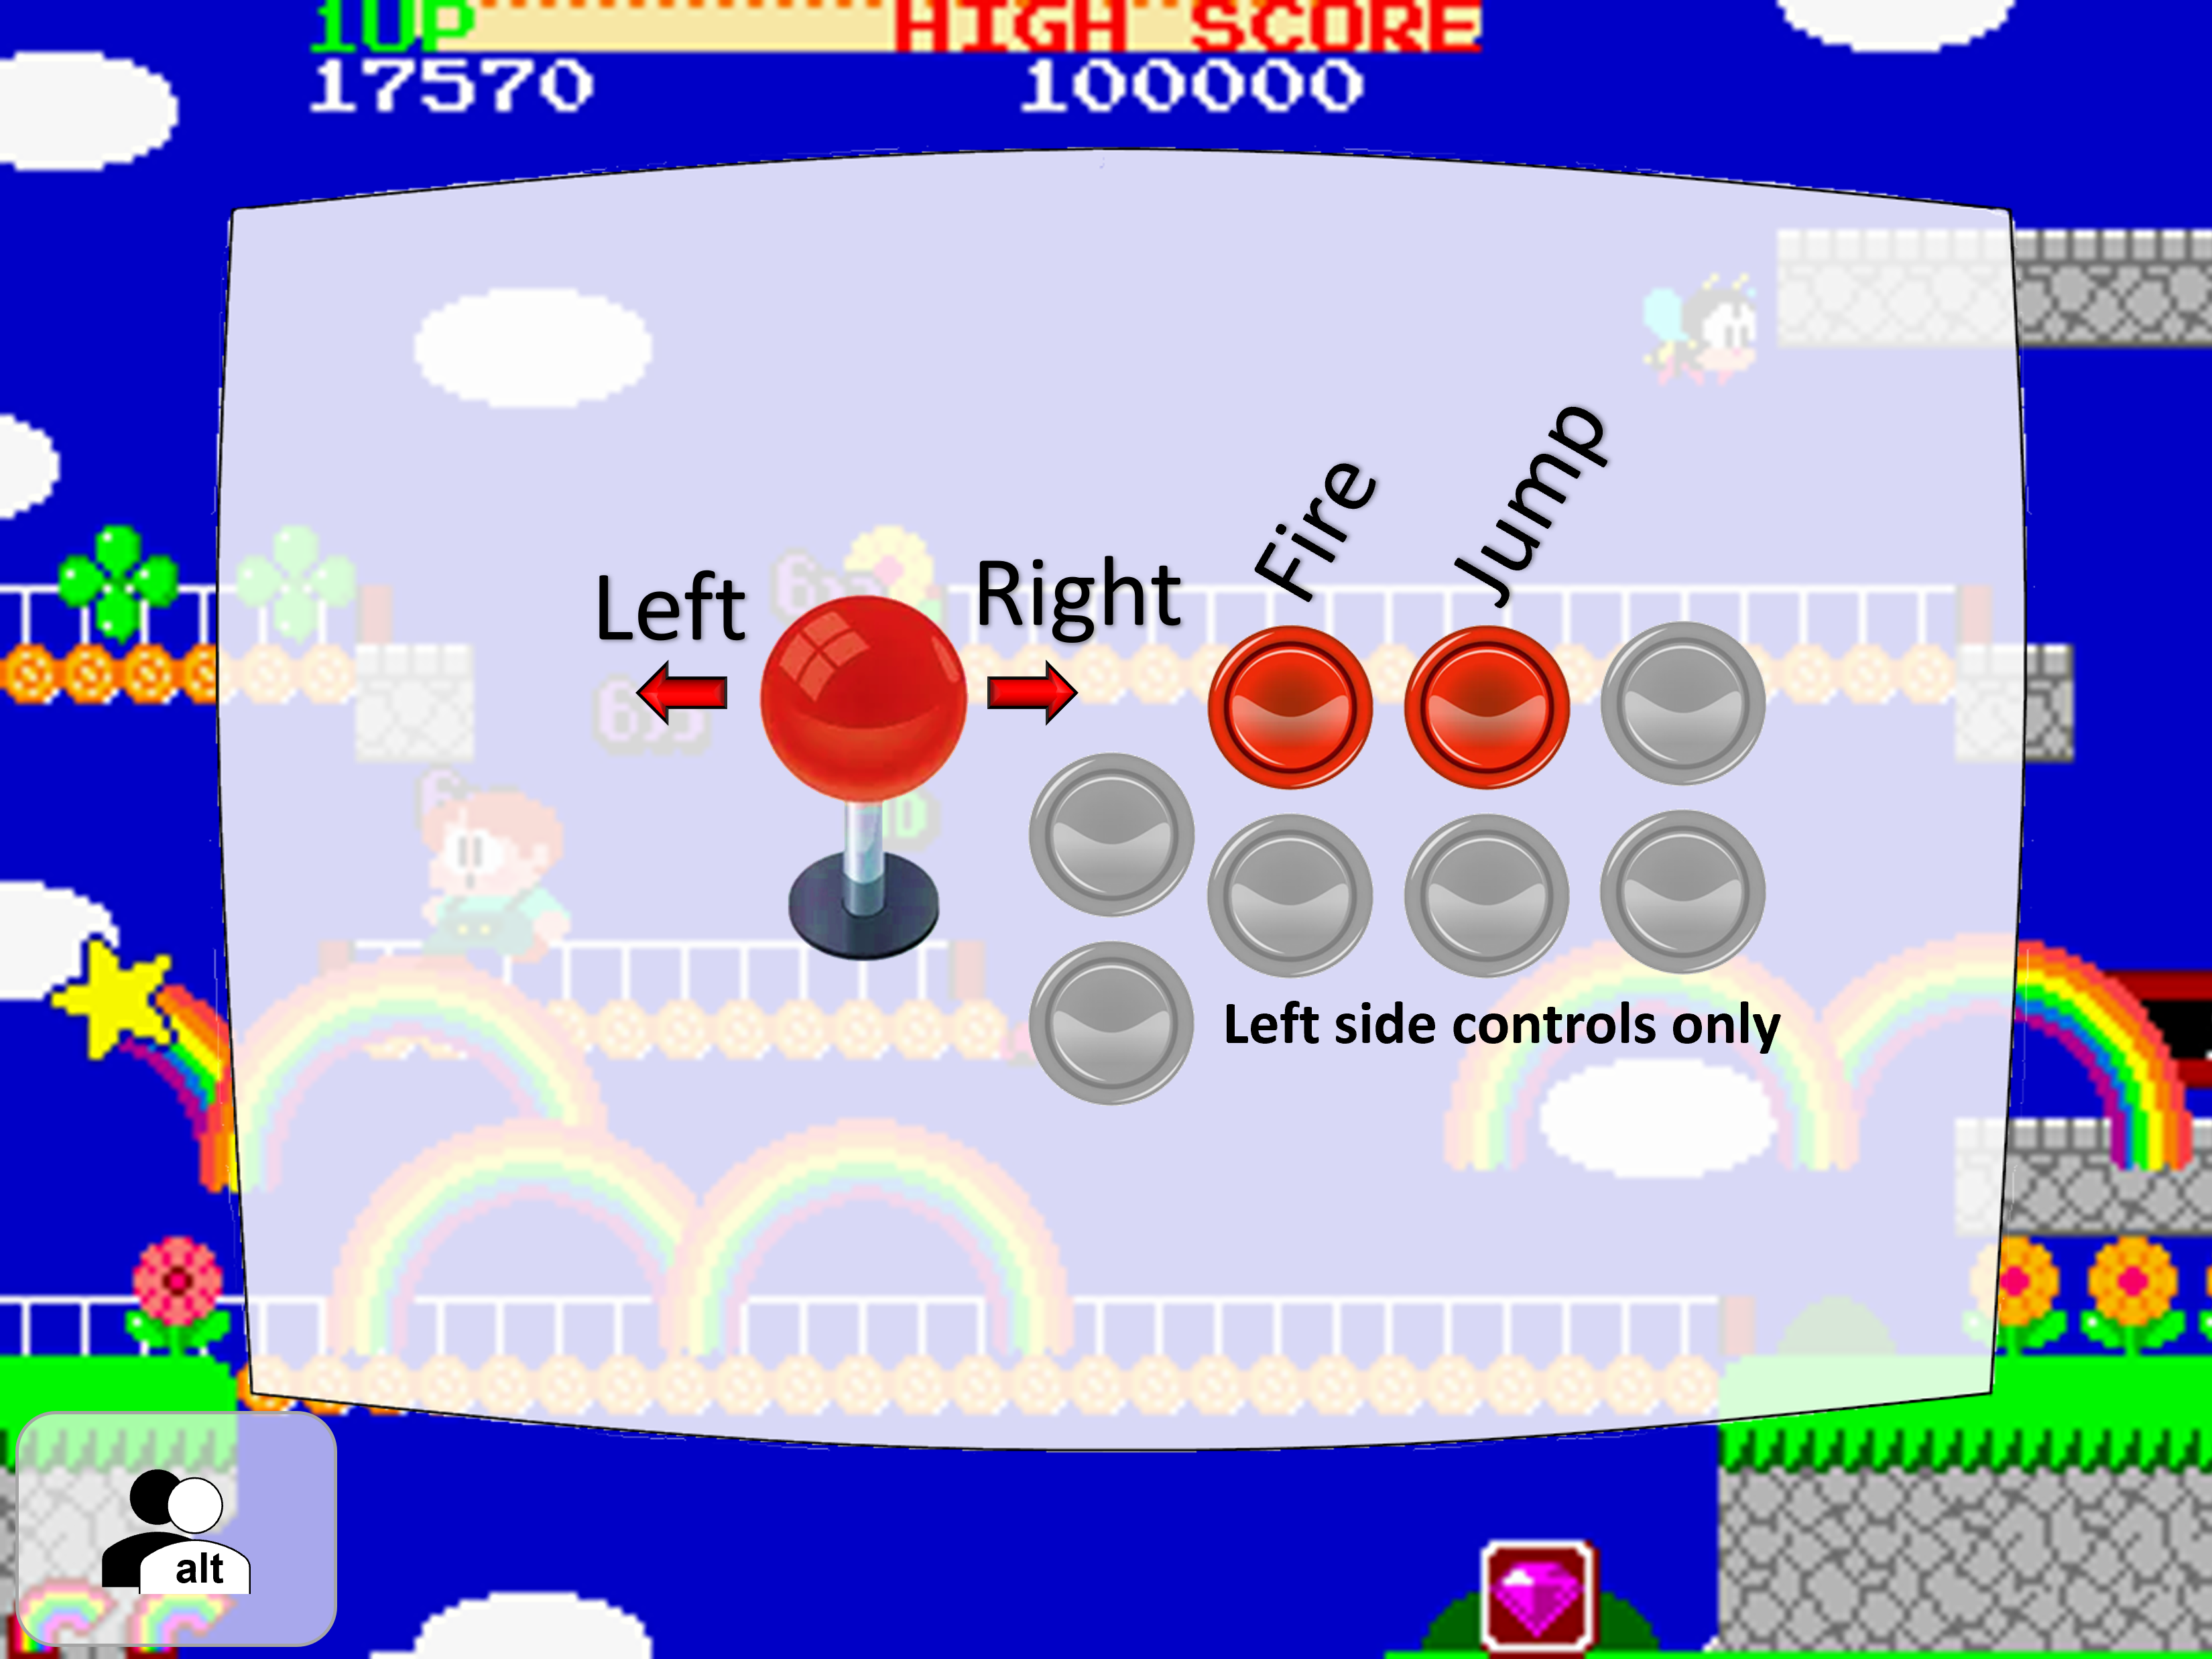 1UP HIGH SCORE
17570 100000
Fire
Jump
Left
Right
Left side controls only
alt